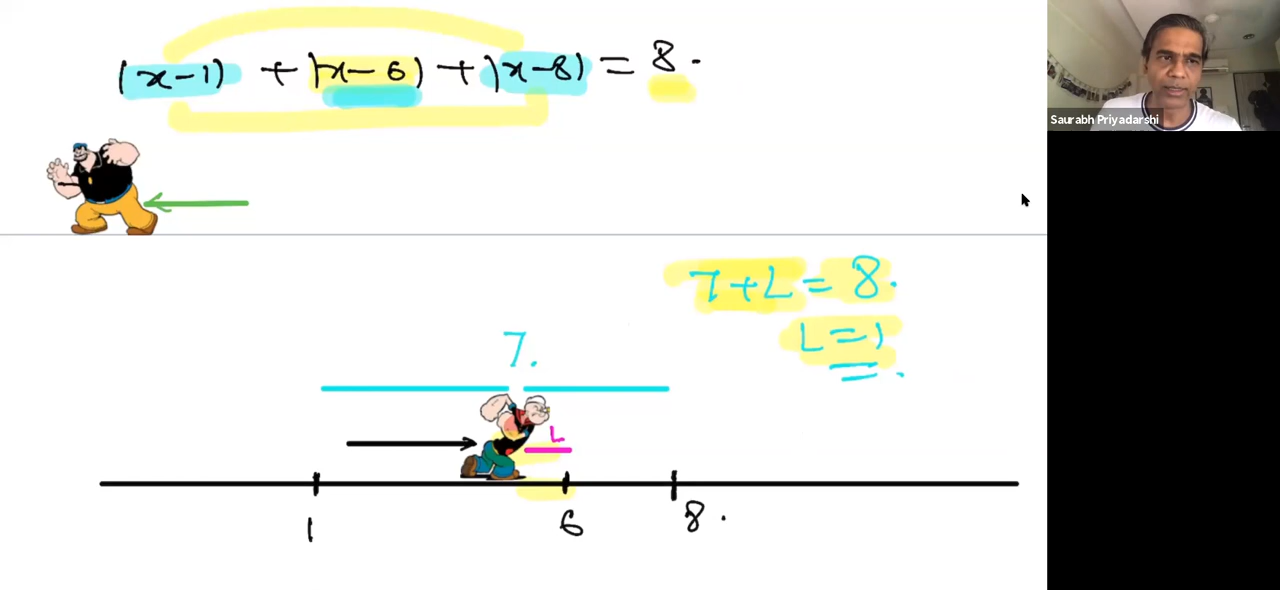 |x-1| + |x-6| + |x-8| = 8.
Saurabh Priyadarshi
7+L = 8.
L = 1
7.
L
1 6 8.